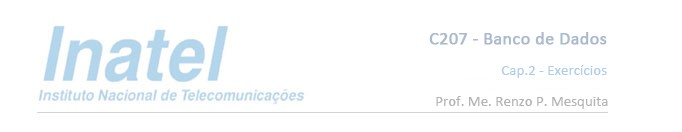 Inatel
Instituto Nacional de Telecomunicações
C207 - Banco de Dados
Cap.2 - Exercícios
Prof. Me. Renzo P. Mesquita